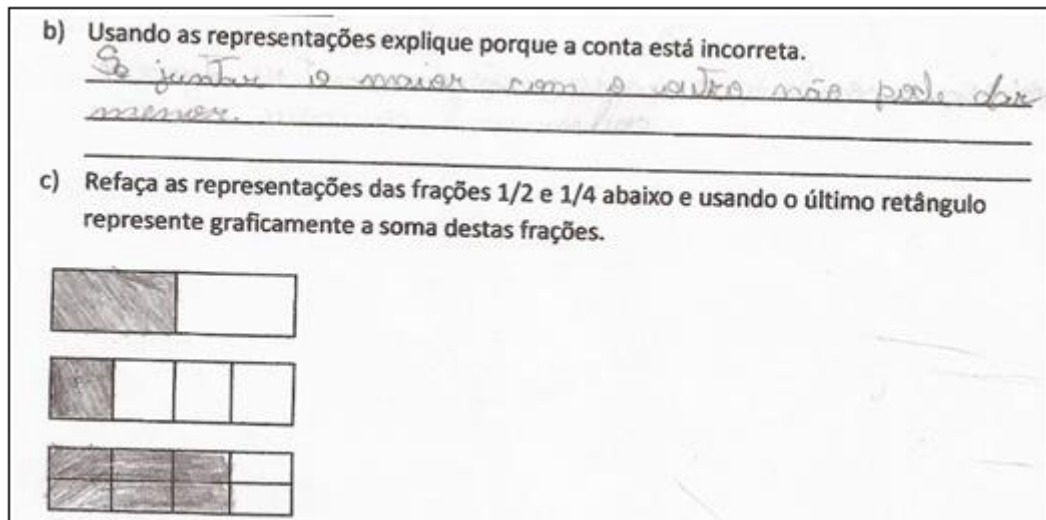 b) Usando as representações explique porque a conta está incorreta.
Se juntar o maior com o outro não pode dar
menor.
c) Refaça as representações das frações 1/2 e 1/4 abaixo e usando o último retângulo
represente graficamente a soma destas frações.